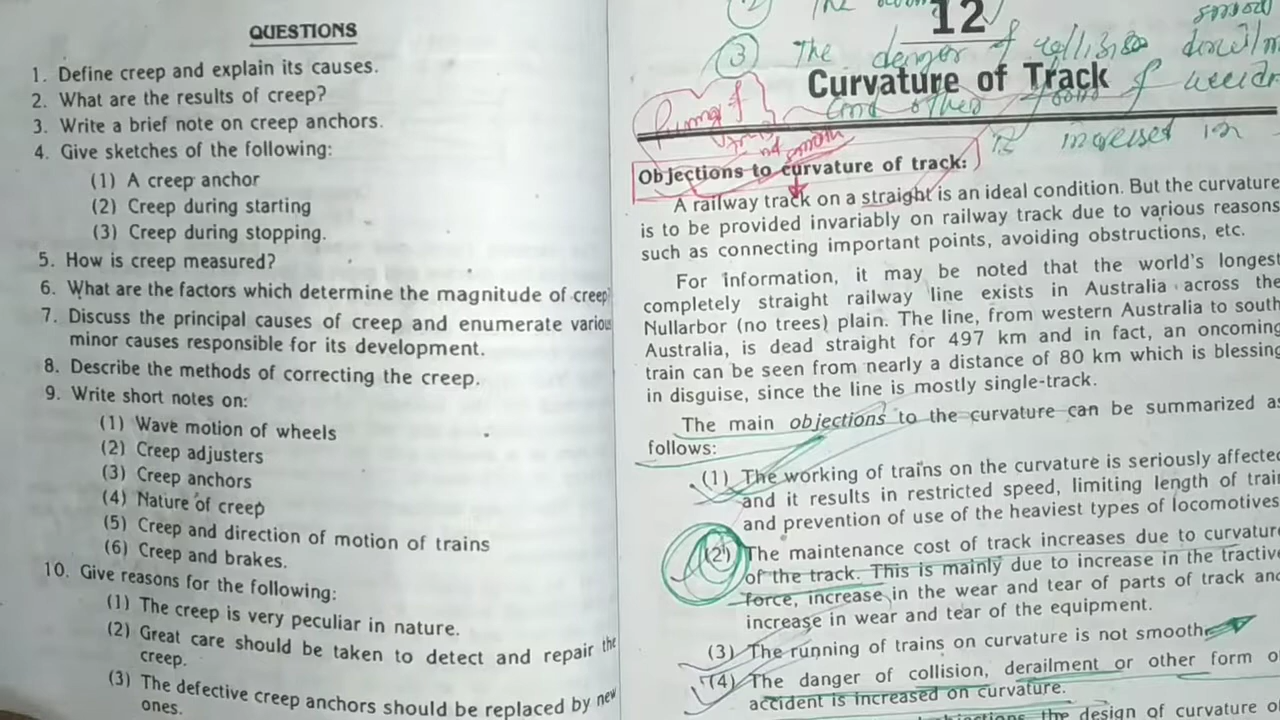 QUESTIONS
1. Define creep and explain its causes.
2. What are the results of creep?
3. Write a brief note on creep anchors.
4. Give sketches of the following:
(1) A creep anchor
(2) Creep during starting
(3) Creep during stopping.
5. How is creep measured?
6. What are the factors which determine the magnitude of creep
7. Discuss the principal causes of creep and enumerate variou
minor causes responsible for its development.
8. Describe the methods of correcting the creep.
9. Write short notes on:
(1) Wave motion of wheels
(2) Creep adjusters
(3) Creep anchors
(4) Nature of creep
(5) Creep and direction of motion of trains
(6) Creep and brakes.
10. Give reasons for the following:
(1) The creep is very peculiar in nature.
(2) Great care should be taken to detect and repair the
creep.
(3) The defective creep anchors should be replaced by new
ones.
12
(3) The danger of
Curvature of Track
and other of
increased in
Objections to curvature of track:
A railway track on a straight is an ideal condition. But the curvature
is to be provided invariably on railway track due to various reasons
such as connecting important points, avoiding obstructions, etc.
For information, it may be noted that the world's longest
completely straight railway line exists in Australia across the
Nullarbor (no trees) plain. The line, from western Australia to south
Australia, is dead straight for 497 km and in fact, an oncoming
train can be seen from nearly a distance of 80 km which is blessing
in disguise, since the line is mostly single-track.
The main objections to the curvature can be summarized as
follows:
(1) The working of trains on the curvature is seriously affected
and it results in restricted speed, limiting length of train
and prevention of use of the heaviest types of locomotives
(2) The maintenance cost of track increases due to curvature
of the track. This is mainly due to increase in the tractive
force, increase in the wear and tear of parts of track and
increase in wear and tear of the equipment.
(3) The running of trains on curvature is not smooth
(4) The danger of collision, derailment or other form o
accident is increased on curvature.
the design of curvature o